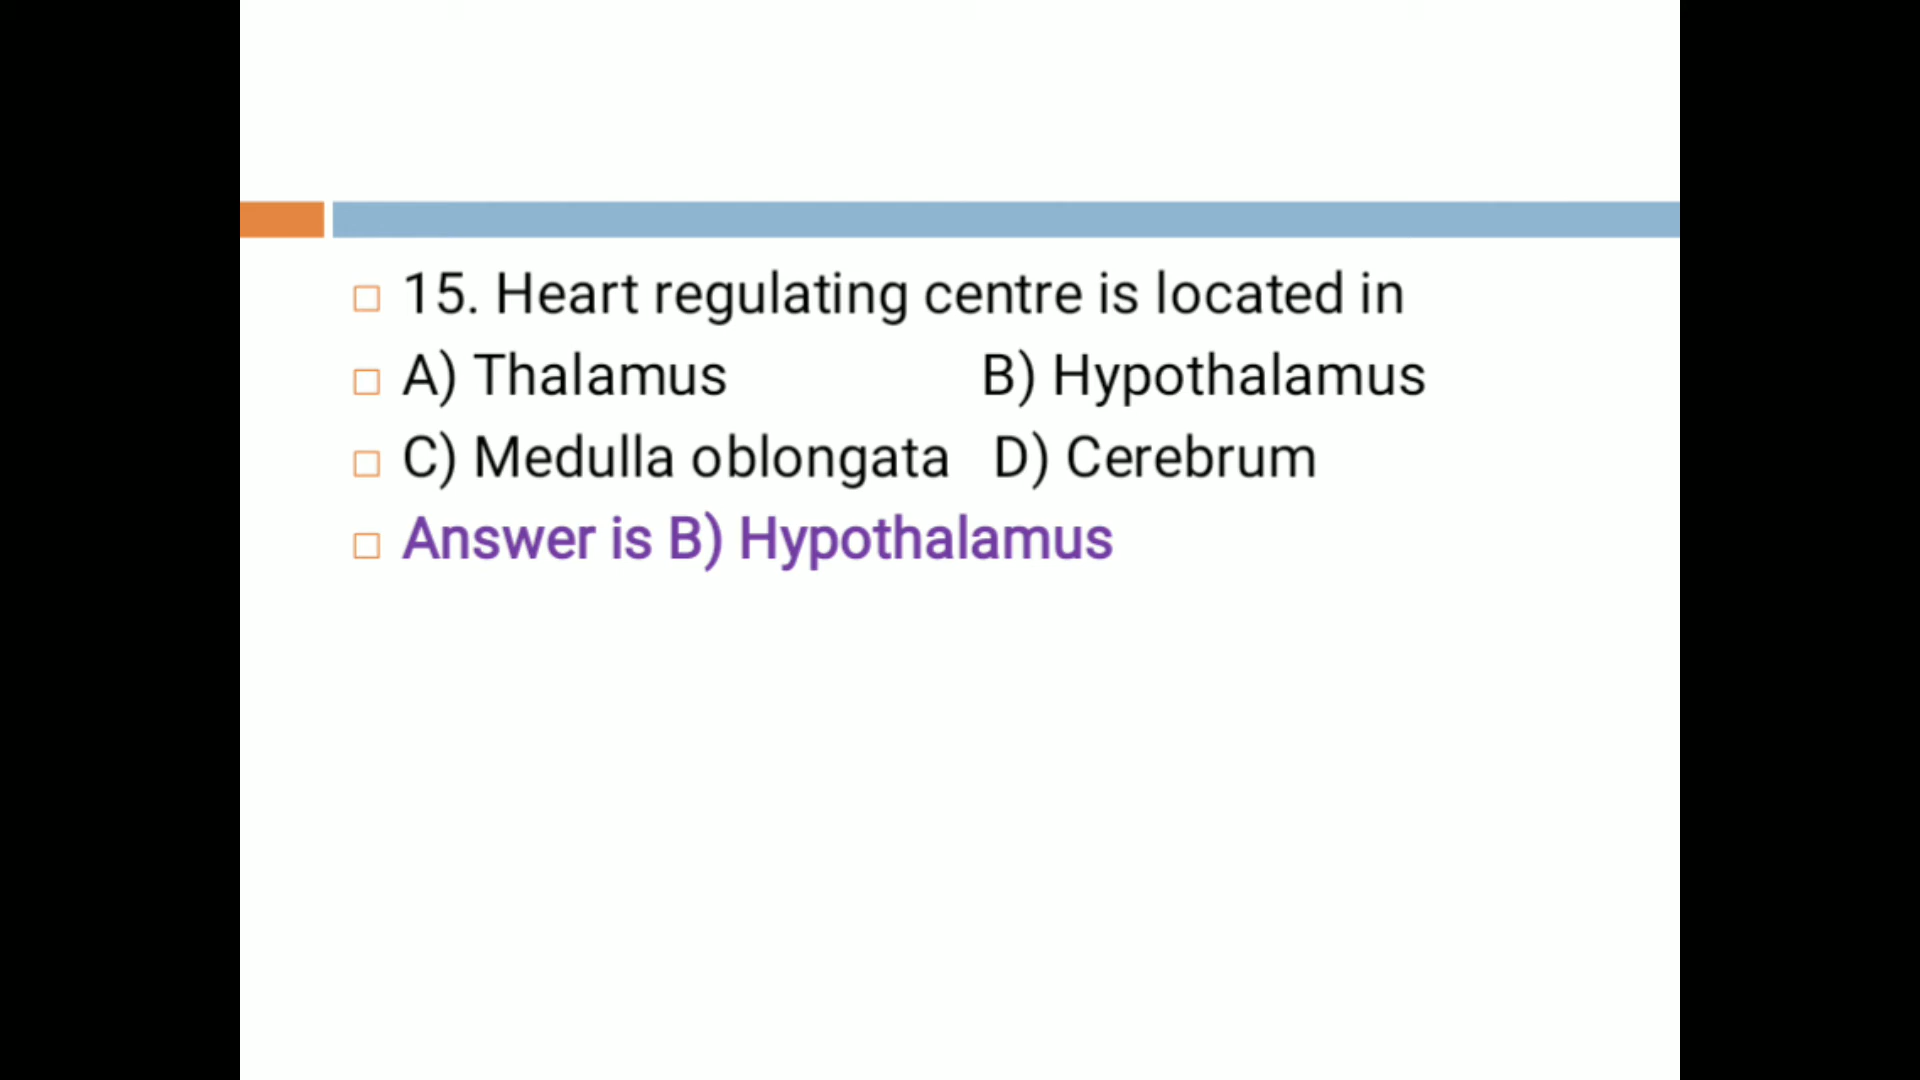 15. Heart regulating centre is located in
A) Thalamus B) Hypothalamus
C) Medulla oblongata D) Cerebrum
Answer is B) Hypothalamus